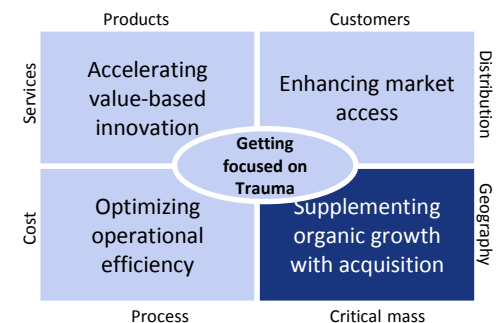 Products
Customers
Services
Accelerating
value-based
innovation
Enhancing market
access
Distribution
Getting
focused on
Trauma
Cost
Optimizing
operational
efficiency
Supplementing
organic growth
with acquisition
Geography
Process
Critical mass